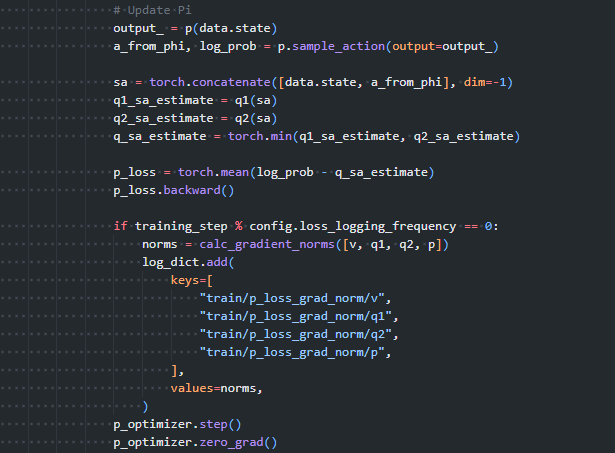 # Update Pi
output_ = p(data.state)
a_from_phi, log_prob = p.sample_action(output=output_)
sa = torch.concatenate([data.state, a_from_phi], dim=-1)
q1_sa_estimate = q1(sa)
q2_sa_estimate = q2(sa)
q_sa_estimate = torch.min(q1_sa_estimate, q2_sa_estimate)
p_loss = torch.mean(log_prob - q_sa_estimate)
p_loss.backward()
if training_step % config.loss_logging_frequency == 0:
norms = calc_gradient_norms([v, q1, q2, p])
log_dict.add(
keys=[
"train/p_loss_grad_norm/v",
"train/p_loss_grad_norm/q1",
"train/p_loss_grad_norm/q2",
"train/p_loss_grad_norm/p",
],
values=norms,
)
p_optimizer.step()
p_optimizer.zero_grad()